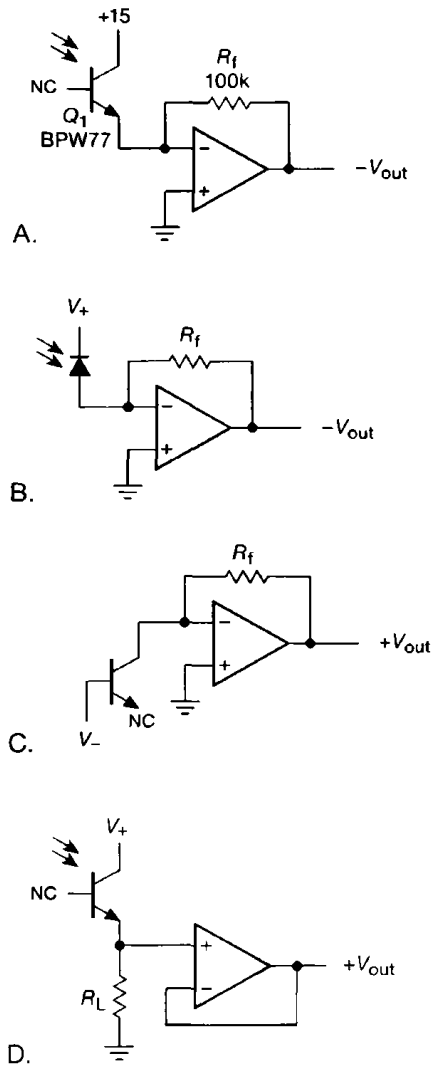 +15
NC
Q1
BPW77
Rf
100k
−
+
−Vout
A.
V+
Rf
−
+
−Vout
B.
Rf
−
+
+Vout
NC
V−
C.
V+
NC
+
−
+Vout
RL
D.